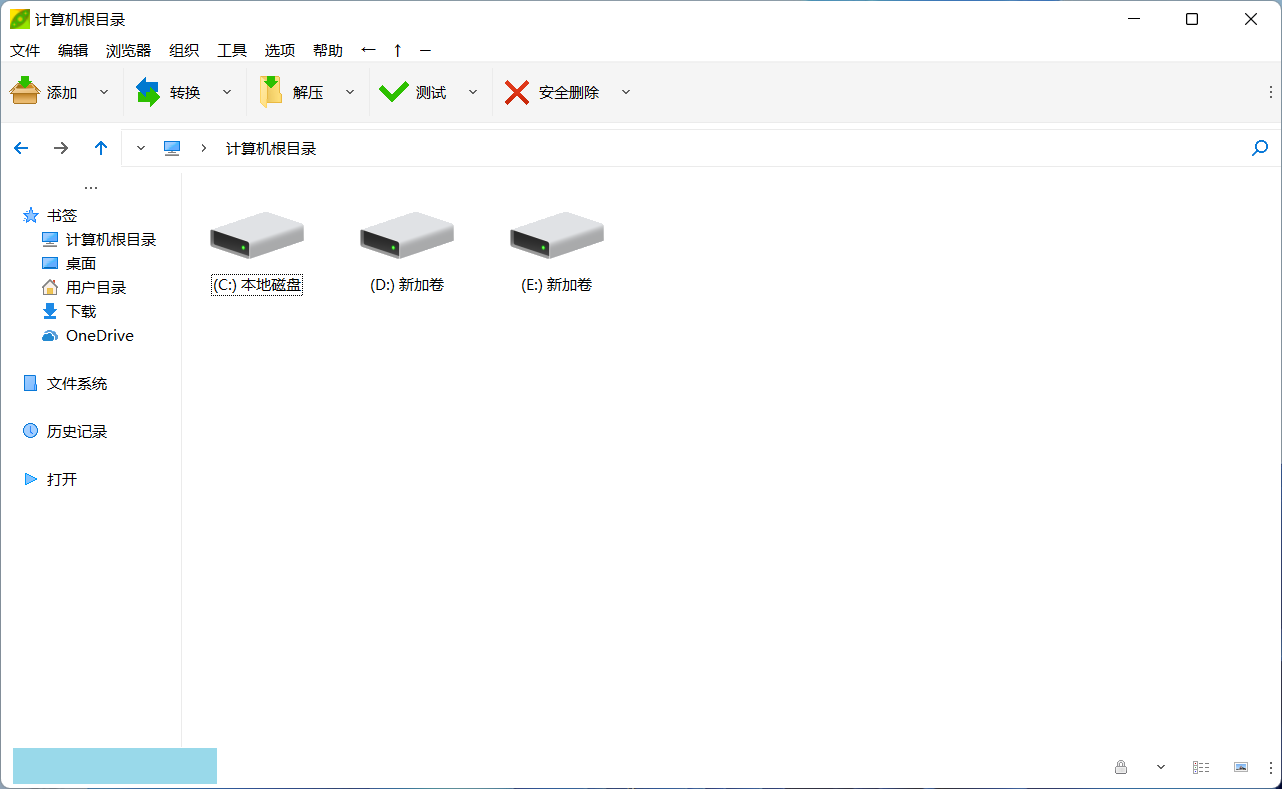 计算机根目录
文件 编辑 浏览器 组织 工具 选项 帮助 ← ↑ –
添加 转换 解压 测试 安全删除
计算机根目录
...
书签
计算机根目录
桌面
用户目录
下载
OneDrive
文件系统
历史记录
打开
(C:) 本地磁盘 (D:) 新加卷 (E:) 新加卷